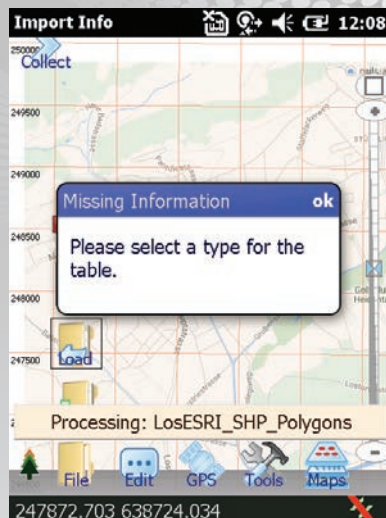 Import Info 12:08
250000
Collect
249500
249000
Missing Information ok
248500
Please select a type for the
table.
248000
247500
Load
Processing: LosESRI_SHP_Polygons
File Edit GPS Tools Maps
247872.703 638724.034